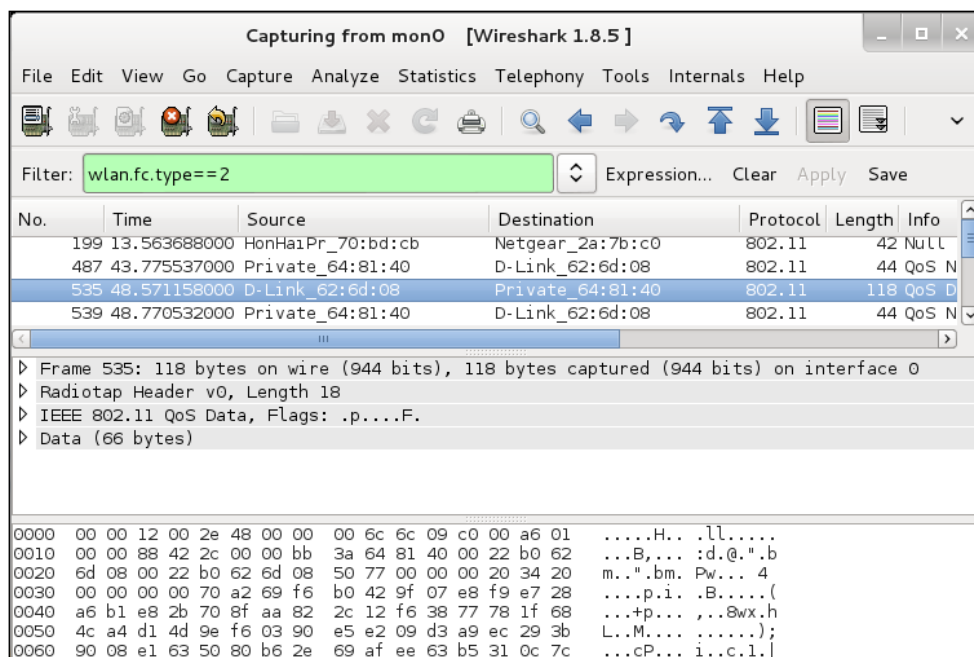 Capturing from mon0 [Wireshark 1.8.5 ]
File Edit View Go Capture Analyze Statistics Telephony Tools Internals Help
Filter: wlan.fc.type==2 Expression... Clear Apply Save
No. Time Source Destination Protocol Length Info
199 13.563688000 HonHaiPr_70:bd:cb Netgear_2a:7b:c0 802.11 42 Null
487 43.775537000 Private_64:81:40 D-Link_62:6d:08 802.11 44 QoS N
535 48.571158000 D-Link_62:6d:08 Private_64:81:40 802.11 118 QoS D
539 48.770532000 Private_64:81:40 D-Link_62:6d:08 802.11 44 QoS N
Frame 535: 118 bytes on wire (944 bits), 118 bytes captured (944 bits) on interface 0
Radiotap Header v0, Length 18
IEEE 802.11 QoS Data, Flags: .p....F.
Data (66 bytes)
0000 00 00 12 00 2e 48 00 00 00 6c 6c 09 c0 00 a6 01 .....H.. .ll.....
0010 00 00 88 42 2c 00 00 bb 3a 64 81 40 00 22 b0 62 ...B,... :d.@.".b
0020 6d 08 00 22 b0 62 6d 08 50 77 00 00 00 20 34 20 m..".bm. Pw... 4
0030 00 00 00 00 70 a2 69 f6 b0 42 9f 07 e8 f9 e7 28 ....p.i. .B.....(
0040 a6 b1 e8 2b 70 8f aa 82 2c 12 f6 38 77 78 1f 68 ...+p... ,..8wx.h
0050 4c a4 d1 4d 9e f6 03 90 e5 e2 09 d3 a9 ec 29 3b L..M.... ......);
0060 90 08 e1 63 50 80 b6 2e 69 af ee 63 b5 31 0c 7c ...cP... i..c.1.|